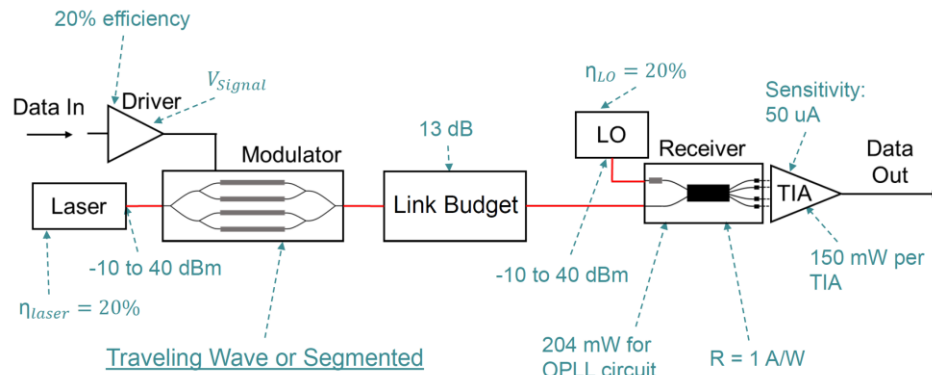 20% efficiency
V_Signal
Data In
Driver
Modulator
Laser
-10 to 40 dBm
η_laser = 20%
Traveling Wave or Segmented
13 dB
Link Budget
η_LO = 20%
LO
-10 to 40 dBm
Receiver
204 mW for
OPLL circuit
R = 1 A/W
Sensitivity:
50 uA
TIA
Data
Out
150 mW per
TIA